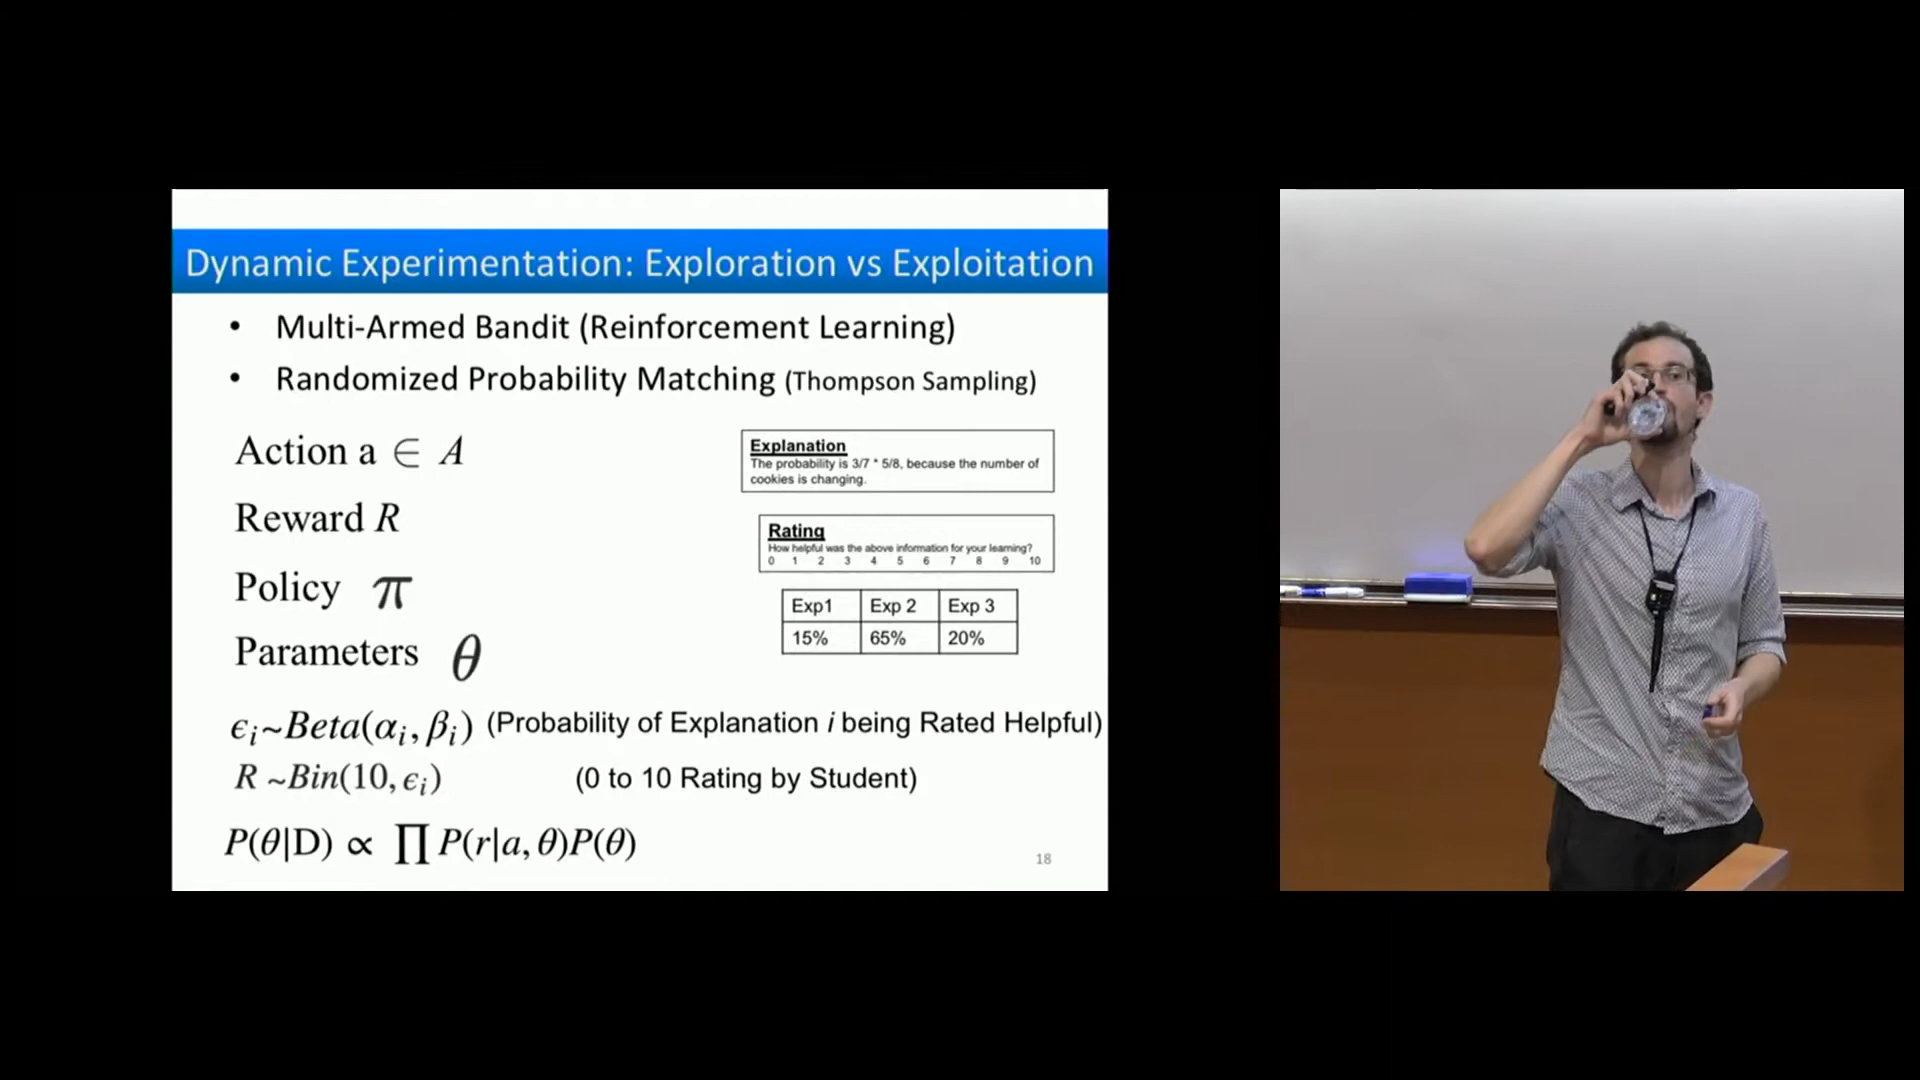 Dynamic Experimentation: Exploration vs Exploitation
• Multi-Armed Bandit (Reinforcement Learning)
• Randomized Probability Matching (Thompson Sampling)
Action a ∈ A
Reward R
Policy π
Parameters θ
Explanation
The probability is 3/7 * 5/8, because the number of
cookies is changing.
Rating
How helpful was the above information for your learning?
0 1 2 3 4 5 6 7 8 9 10
Exp1 Exp 2 Exp 3
15% 65% 20%
ϵᵢ~Beta(αᵢ, βᵢ) (Probability of Explanation i being Rated Helpful)
R ~Bin(10, ϵᵢ) (0 to 10 Rating by Student)
P(θ|D) ∝ ∏ P(r|a, θ)P(θ)
18